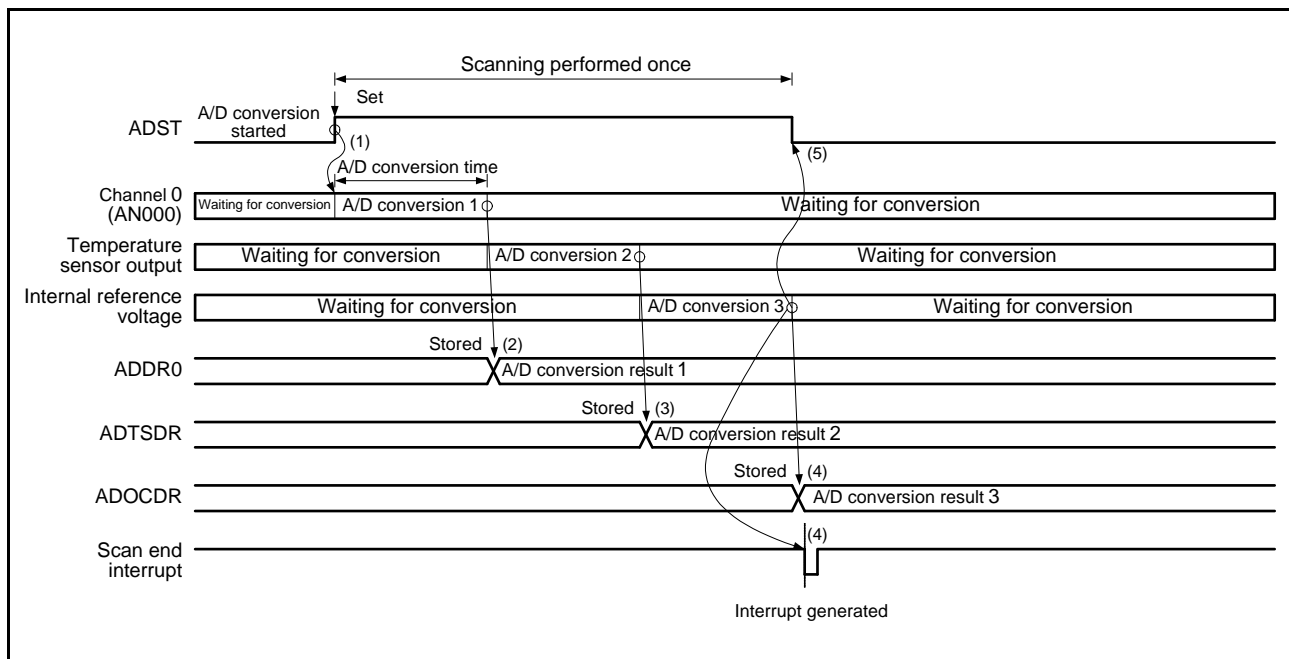 Scanning performed once
Set
ADST
A/D conversion
started
(1)
(5)
A/D conversion time
Channel 0
(AN000)
Waiting for conversion
A/D conversion 1
Waiting for conversion
Temperature
sensor output
Waiting for conversion
A/D conversion 2
Waiting for conversion
Internal reference
voltage
Waiting for conversion
A/D conversion 3
Waiting for conversion
Stored
(2)
ADDR0
A/D conversion result 1
Stored
(3)
ADTSDR
A/D conversion result 2
Stored
(4)
ADOCDR
A/D conversion result 3
Scan end
interrupt
(4)
Interrupt generated